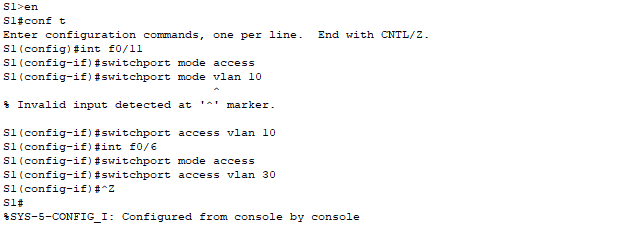 S1>en
S1#conf t
Enter configuration commands, one per line.  End with CNTL/Z.
S1(config)#int f0/11
S1(config-if)#switchport mode access
S1(config-if)#switchport mode vlan 10
^
% Invalid input detected at '^' marker.
S1(config-if)#switchport access vlan 10
S1(config-if)#int f0/6
S1(config-if)#switchport mode access
S1(config-if)#switchport access vlan 30
S1(config-if)#^Z
S1#
%SYS-5-CONFIG_I: Configured from console by console